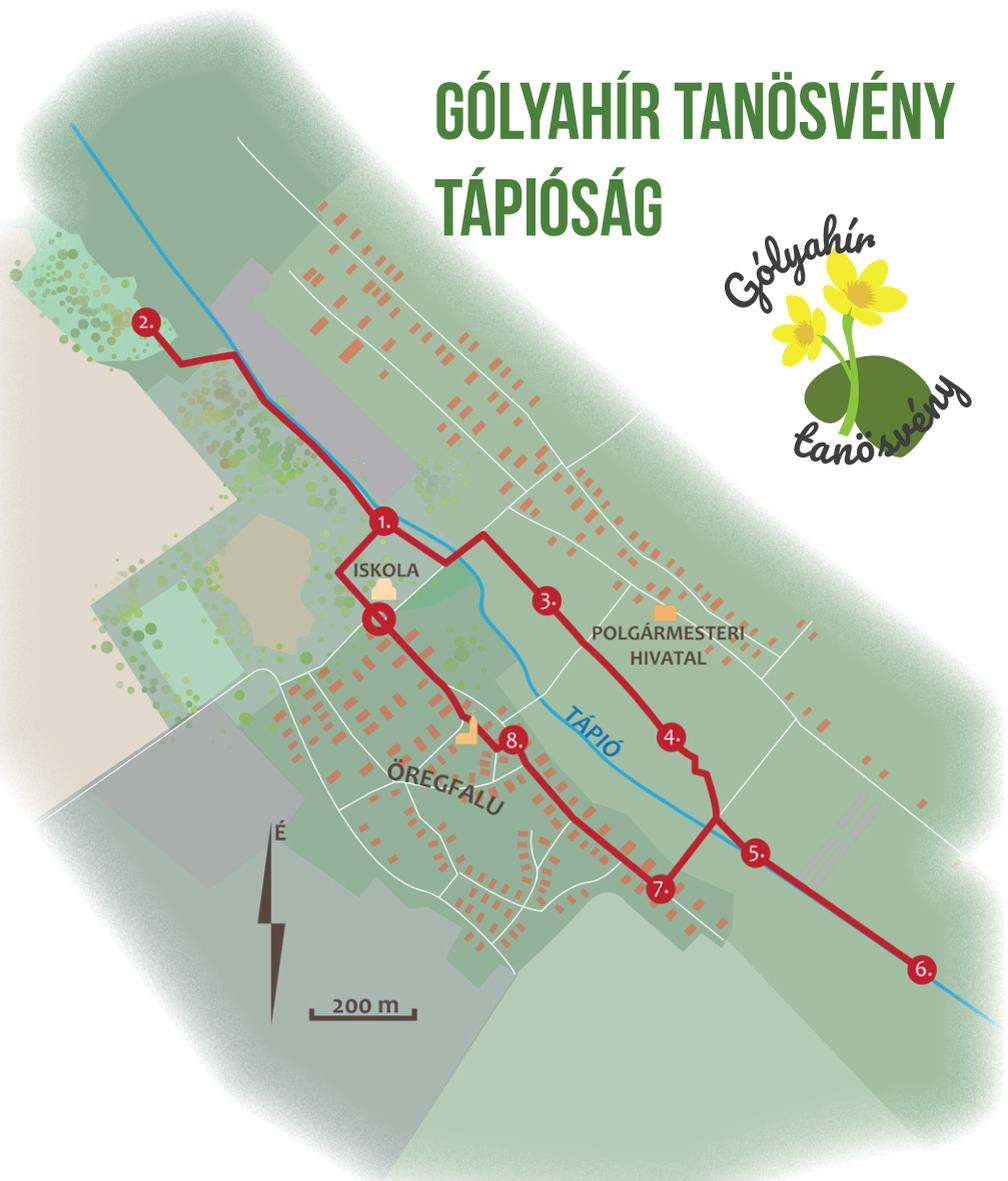 GÓLYAHÍR TANÖSVÉNY
TÁPIÓSÁG
Gólyahír
tanösvény
2.
1.
ISKOLA
3.
POLGÁRMESTERI
HIVATAL
TÁPIÓ
4.
8.
ÖREGFALU
É
5.
7.
6.
200 m